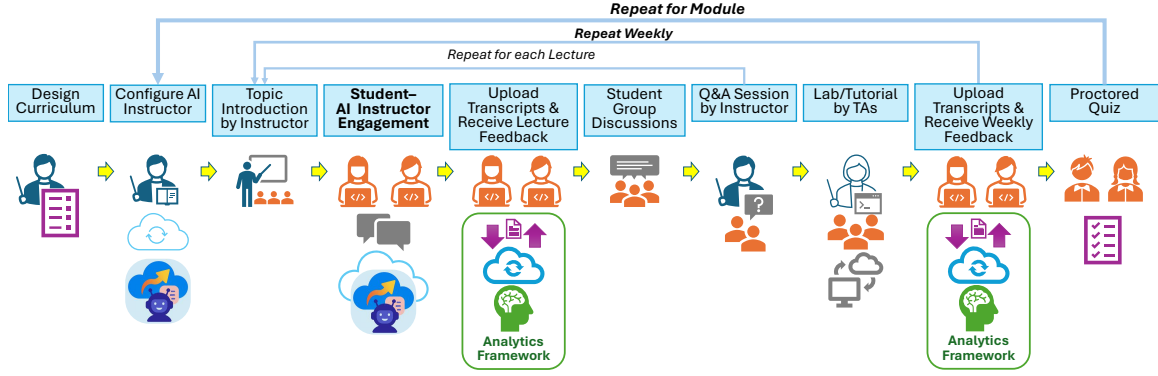 Repeat for Module
Repeat Weekly
Repeat for each Lecture
Design
Curriculum
Configure AI
Instructor
Topic
Introduction
by Instructor
Student–
AI Instructor
Engagement
Upload
Transcripts &
Receive Lecture
Feedback
Student
Group
Discussions
Q&A Session
by Instructor
Lab/Tutorial
by TAs
Upload
Transcripts &
Receive Weekly
Feedback
Proctored
Quiz
</>
</>
</>
</>
?
>_
</>
</>
Analytics
Framework
Analytics
Framework